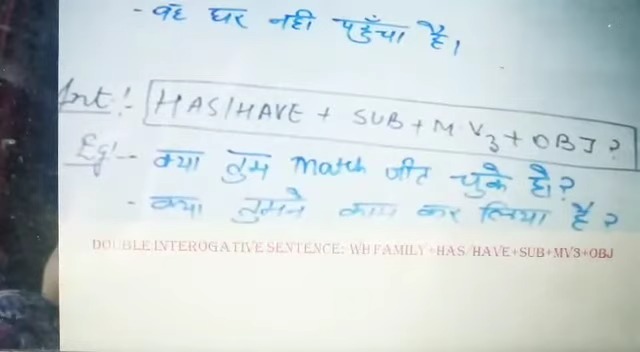 - वह घर नही पहुँचा है।
Int:- HAS/HAVE + SUB + M V3 + OBJ ?
Eg:- क्या तुम match जीत चुके हो?
- क्या तुमने काम कर लिया है ?
DOUBLE INTEROGATIVE SENTENCE: WH FAMILY+HAS/HAVE+SUB+MV3+OBJ